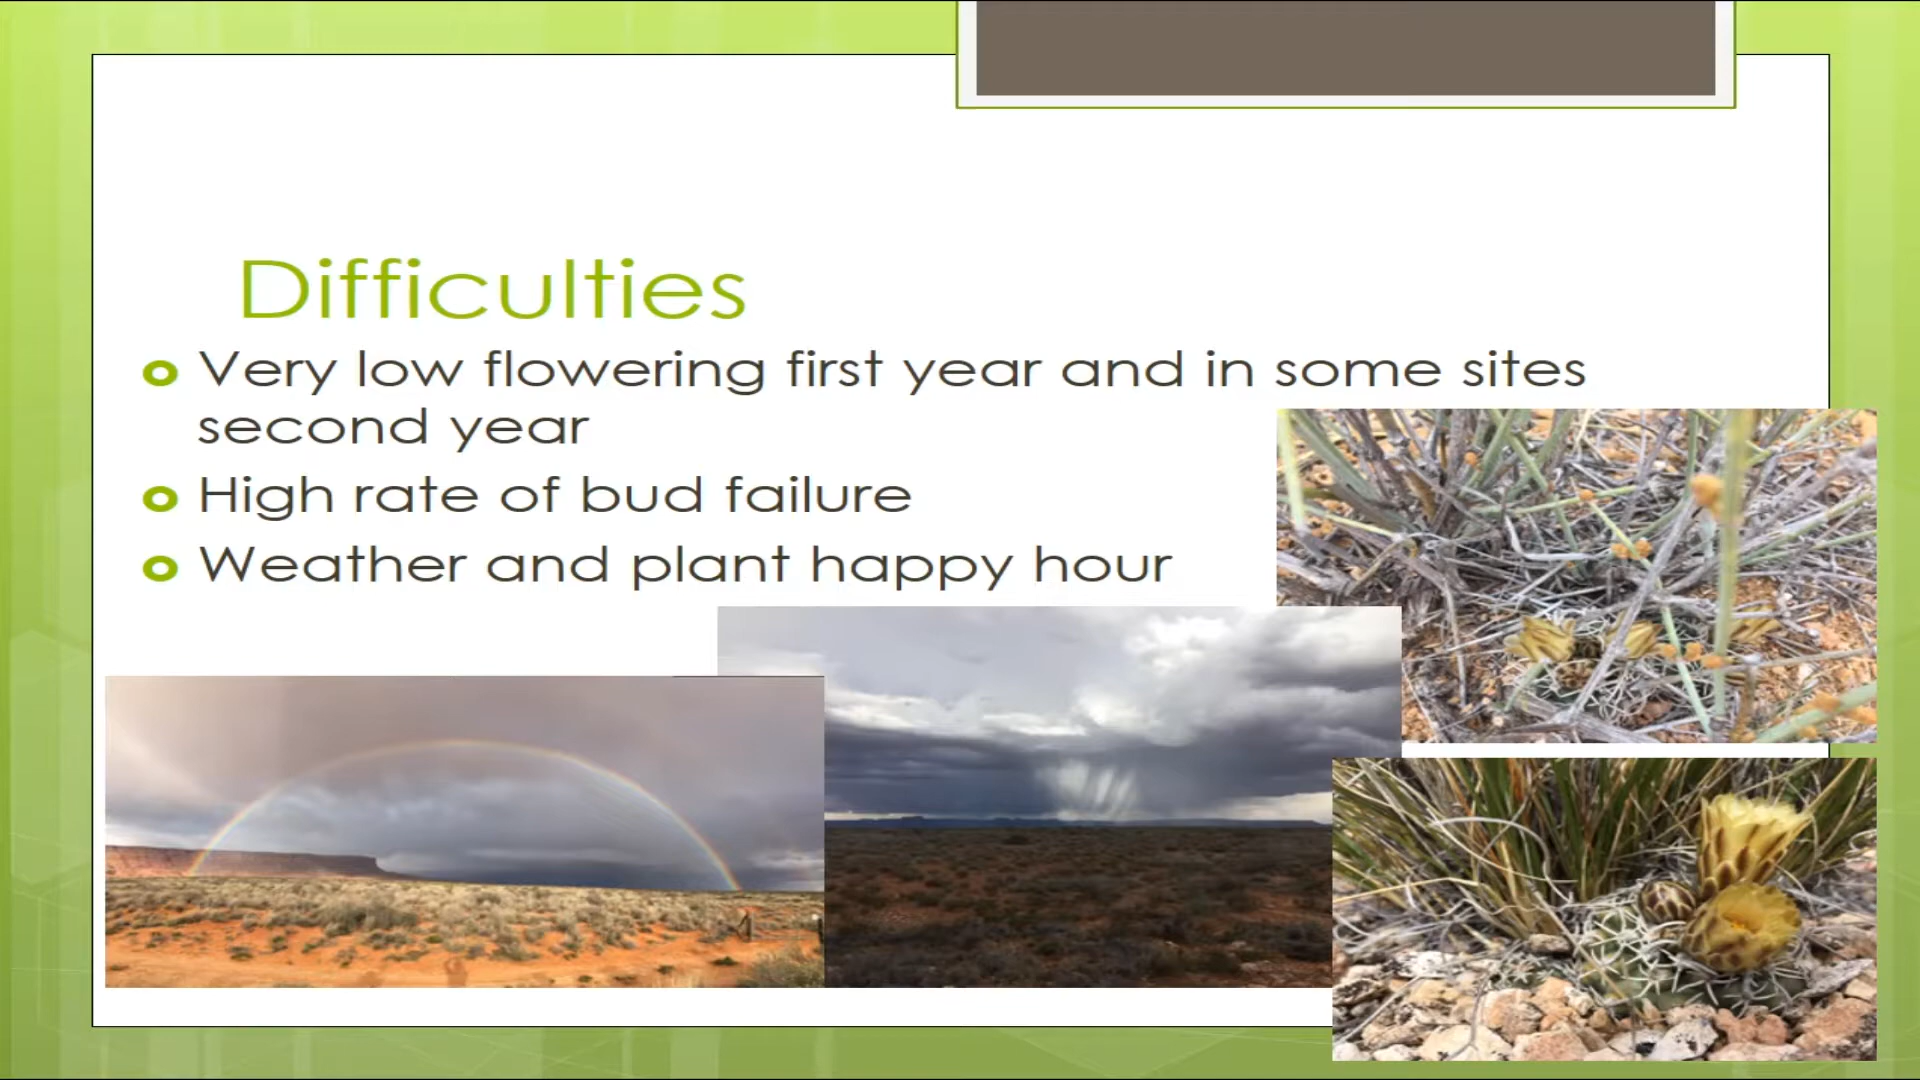 Difficulties
Very low flowering first year and in some sites
second year
High rate of bud failure
Weather and plant happy hour